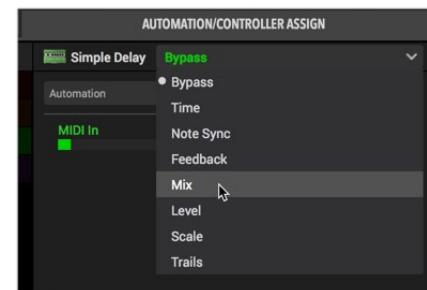 AUTOMATION/CONTROLLER ASSIGN
Simple Delay Bypass
Automation
MIDI In
Bypass
Time
Note Sync
Feedback
Mix
Level
Scale
Trails